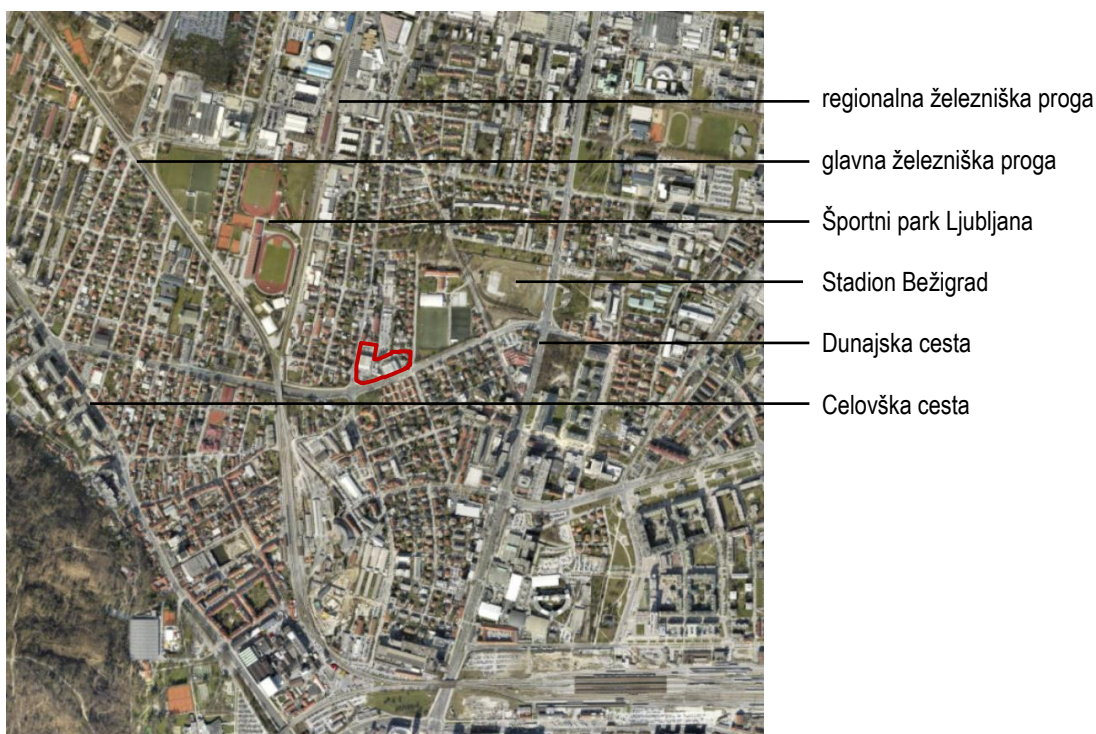 regionalna železniška proga
glavna železniška proga
Športni park Ljubljana
Stadion Bežigrad
Dunajska cesta
Celovška cesta